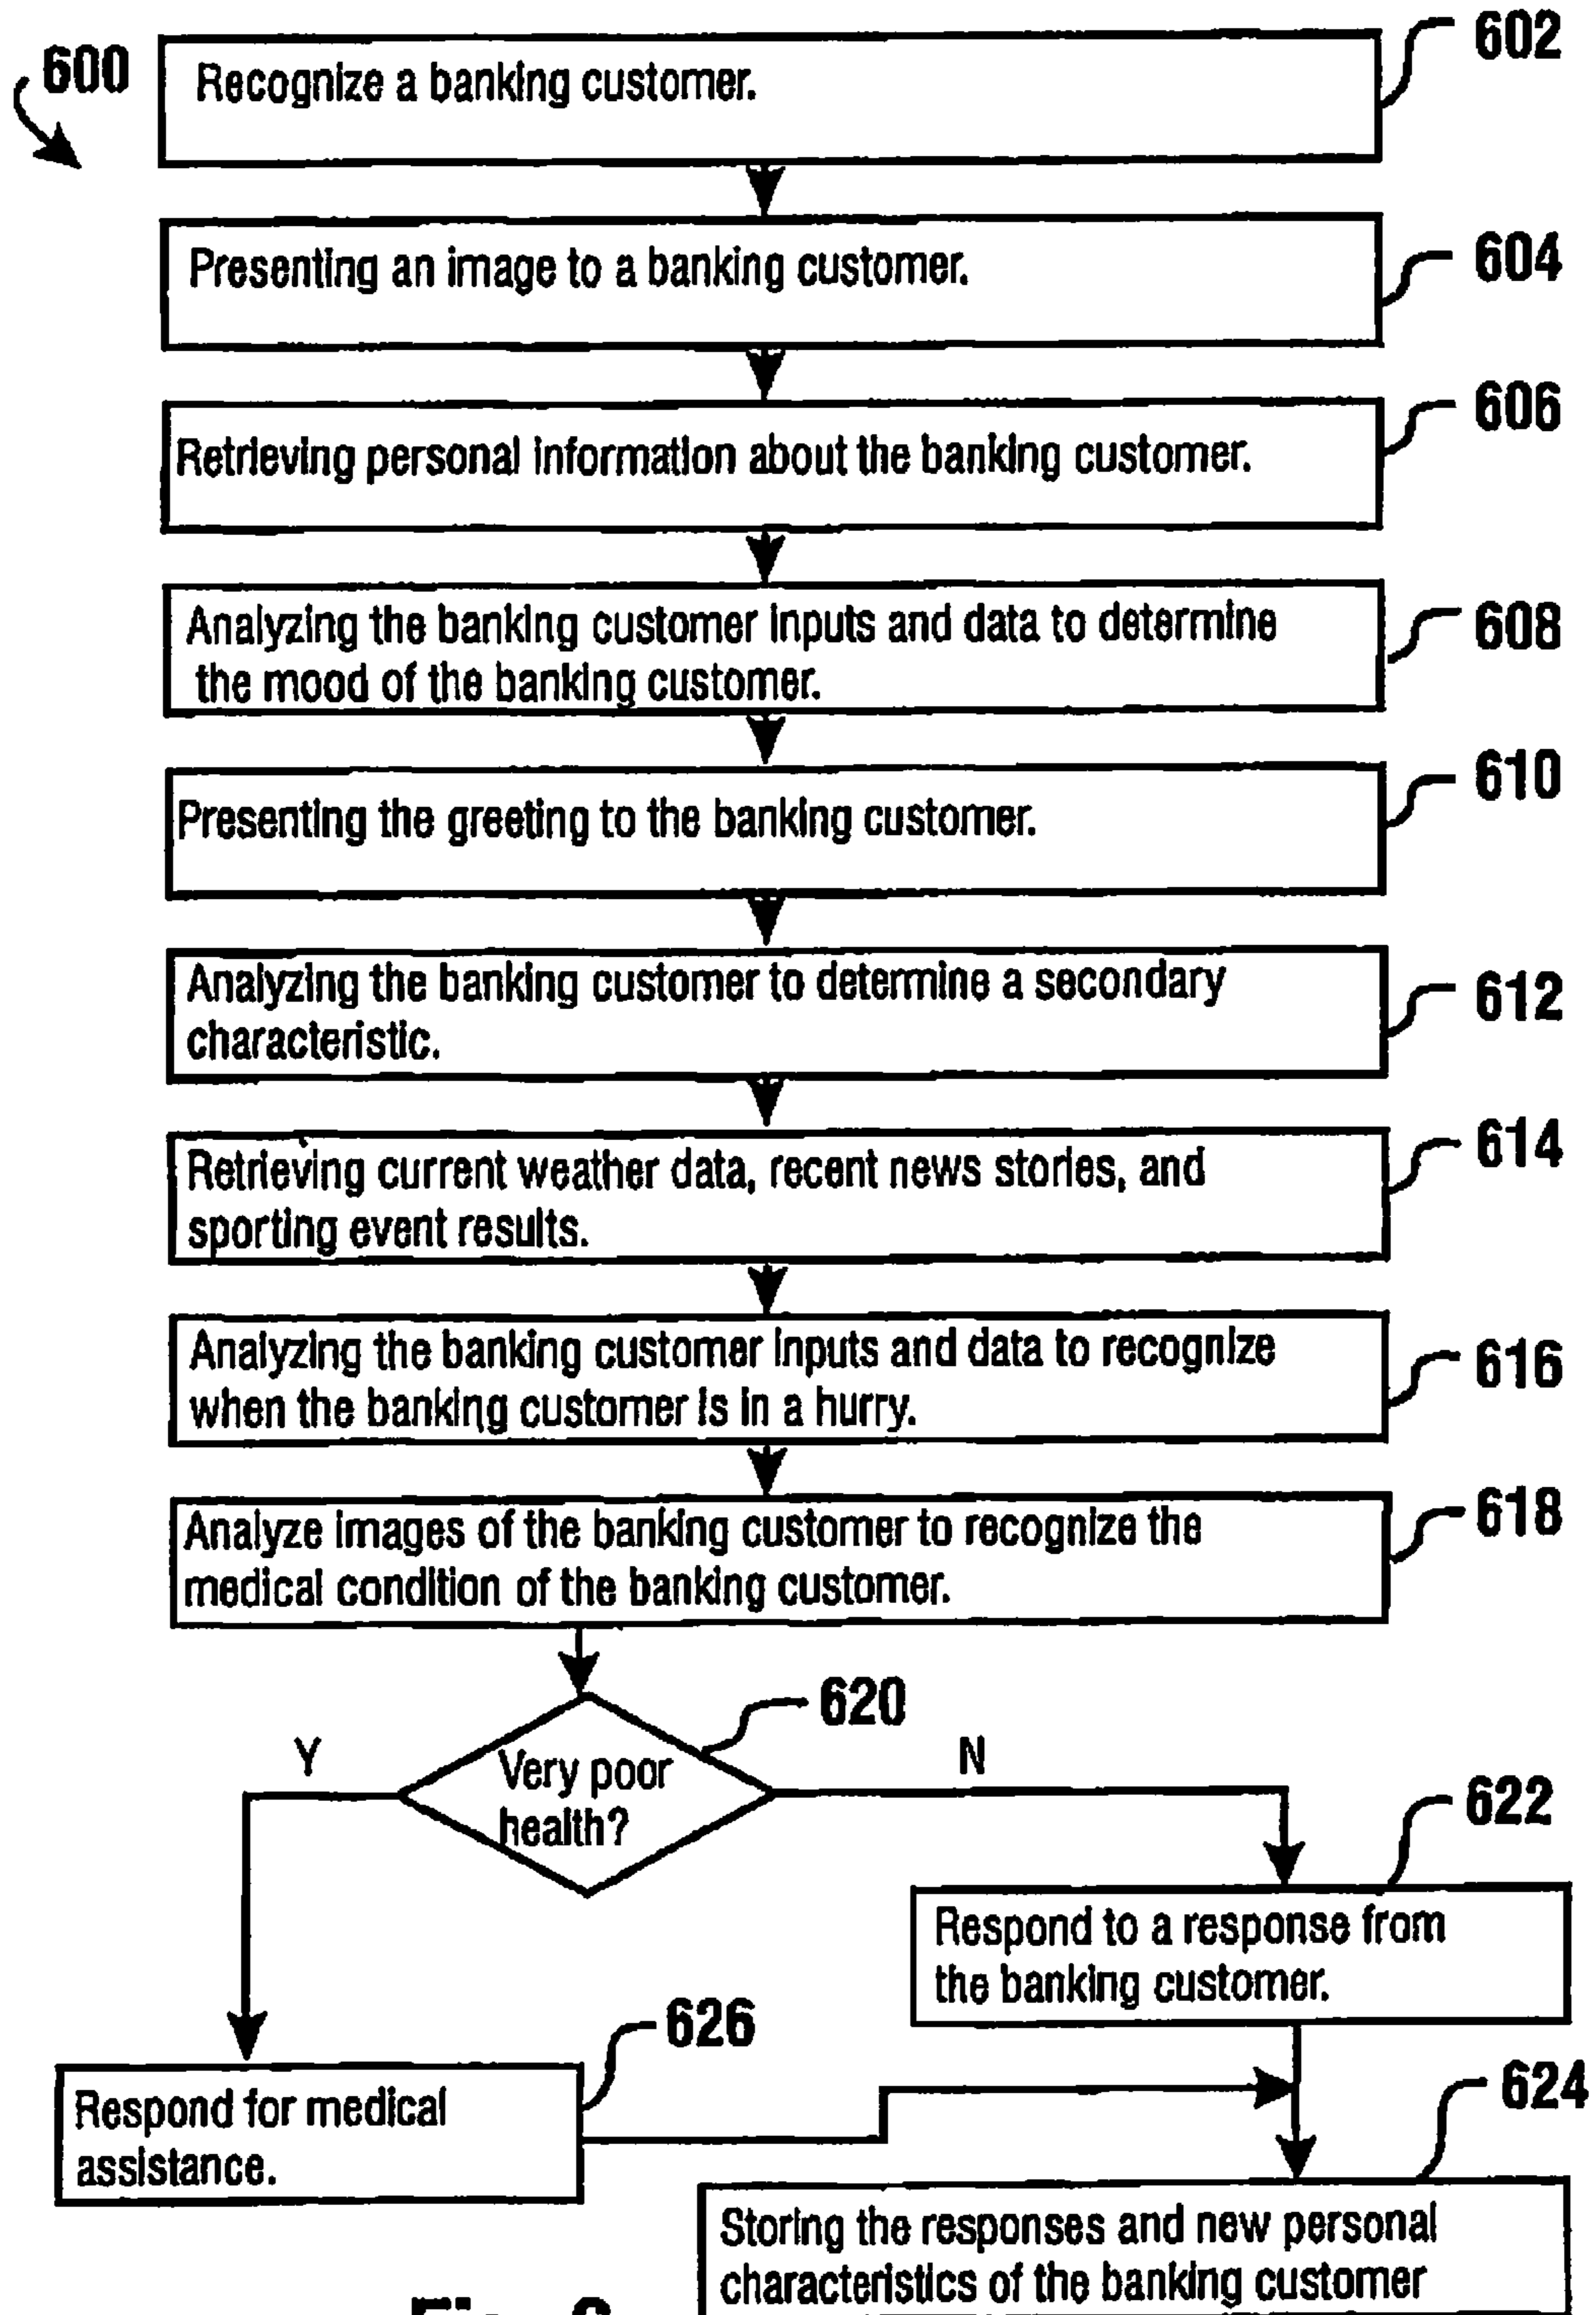 600
Recognize a banking customer.
602
Presenting an image to a banking customer.
604
Retrieving personal information about the banking customer.
606
Analyzing the banking customer inputs and data to determine
the mood of the banking customer.
608
Presenting the greeting to the banking customer.
610
Analyzing the banking customer to determine a secondary
characteristic.
612
Retrieving current weather data, recent news stories, and
sporting event results.
614
Analyzing the banking customer inputs and data to recognize
when the banking customer is in a hurry.
616
Analyze images of the banking customer to recognize the
medical condition of the banking customer.
618
Very poor
health?
620
Y
N
622
Respond to a response from
the banking customer.
626
Respond for medical
assistance.
624
Storing the responses and new personal
characteristics of the banking customer